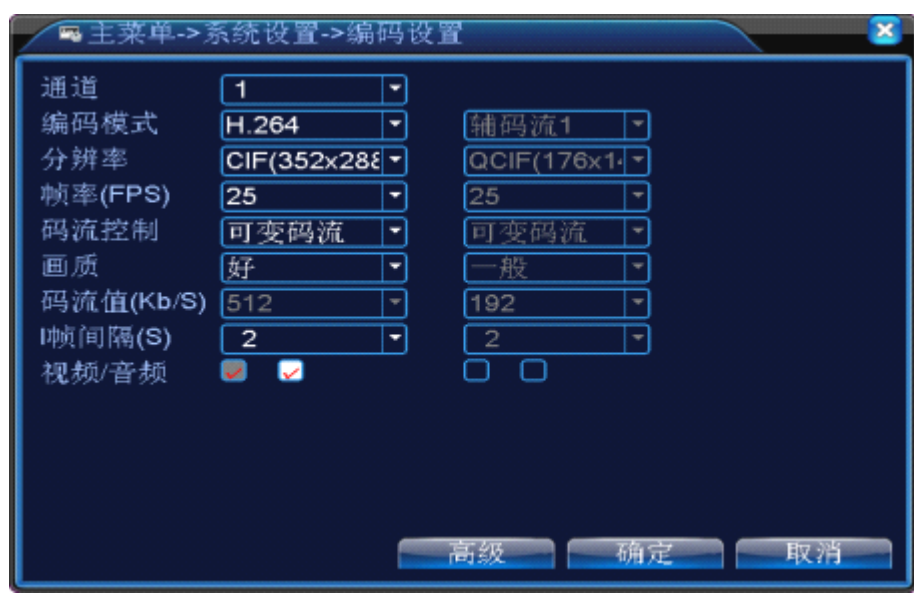 主菜单->系统设置->编码设置
通道 1
编码模式 H.264 辅码流1
分辨率 CIF(352x288 QCIF(176x1
帧率(FPS) 25 25
码流控制 可变码流 可变码流
画质 好 一般
码流值(Kb/S) 512 192
I帧间隔(S) 2 2
视频/音频
高级 确定 取消